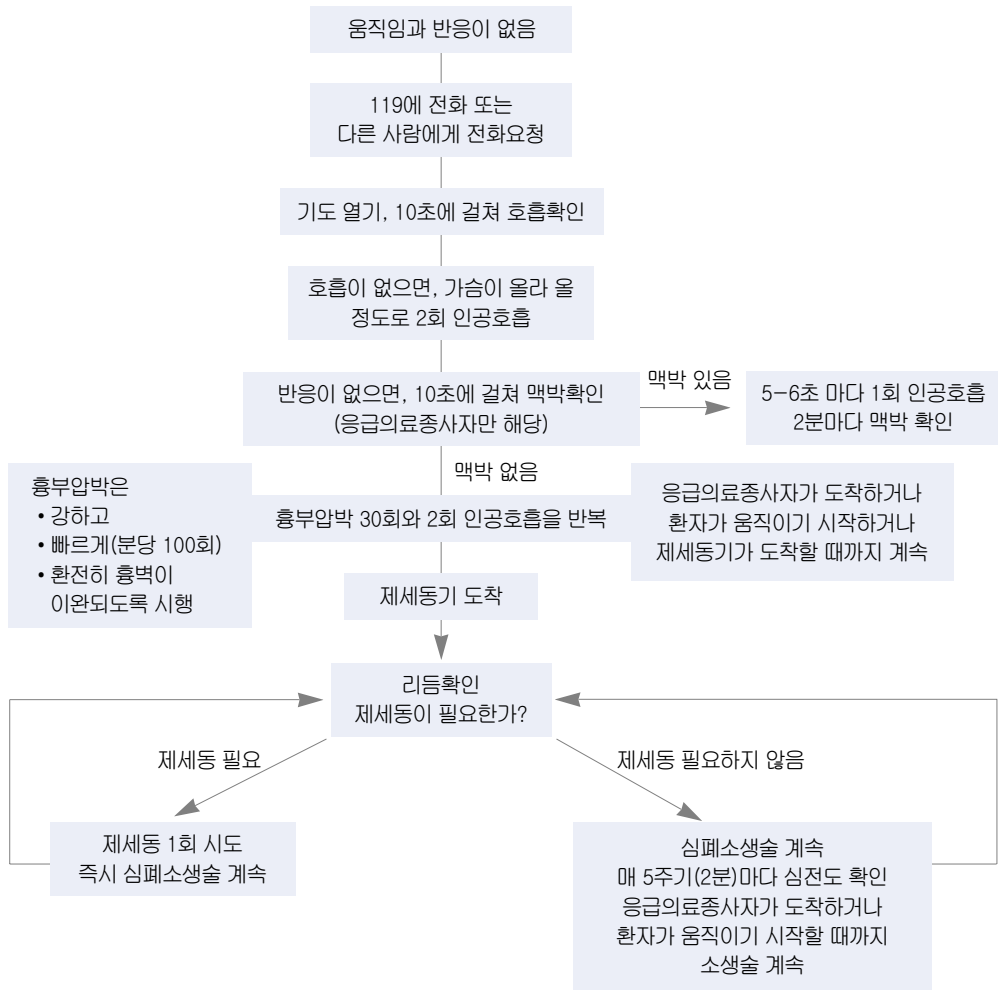 움직임과 반응이 없음
119에 전화 또는
다른 사람에게 전화요청
기도 열기, 10초에 걸쳐 호흡확인
호흡이 없으면, 가슴이 올라 올
정도로 2회 인공호흡
반응이 없으면, 10초에 걸쳐 맥박확인
(응급의료종사자만 해당)
맥박 있음
5-6초 마다 1회 인공호흡
2분마다 맥박 확인
맥박 없음
흉부압박은
• 강하고
• 빠르게(분당 100회)
• 환전히 흉벽이
이완되도록 시행
흉부압박 30회와 2회 인공호흡을 반복
응급의료종사자가 도착하거나
환자가 움직이기 시작하거나
제세동기가 도착할 때까지 계속
제세동기 도착
리듬확인
제세동이 필요한가?
제세동 필요
제세동 필요하지 않음
제세동 1회 시도
즉시 심폐소생술 계속
심폐소생술 계속
매 5주기(2분)마다 심전도 확인
응급의료종사자가 도착하거나
환자가 움직이기 시작할 때까지
소생술 계속